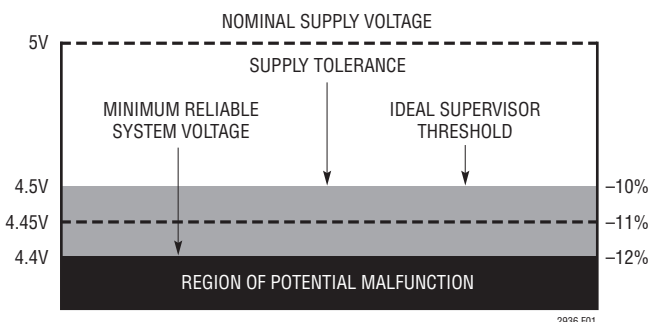 NOMINAL SUPPLY VOLTAGE
5V
SUPPLY TOLERANCE
MINIMUM RELIABLE
SYSTEM VOLTAGE
IDEAL SUPERVISOR
THRESHOLD
4.5V
–10%
4.45V
–11%
4.4V
–12%
REGION OF POTENTIAL MALFUNCTION
2936 F01